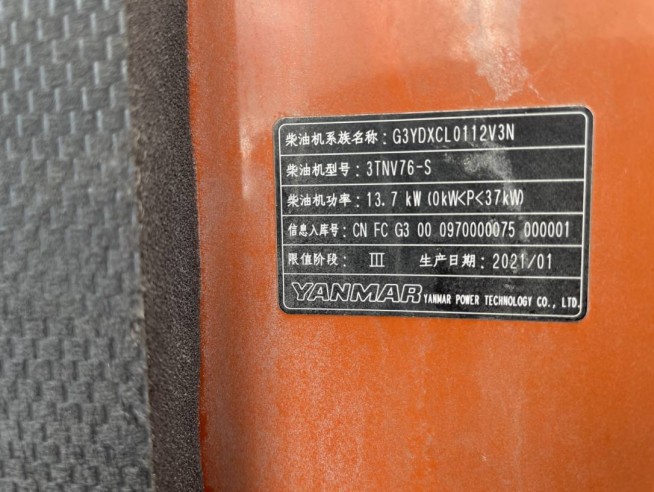 柴油机系族名称: G3YDXCL0112V3N
柴油机型号: 3TNV76-S
柴油机功率: 13.7 kW (0kW<P<37kW)
信息入库号: CN FC G3 00 0970000075 000001
限值阶段: III 生产日期: 2021/01
YANMAR YANMAR POWER TECHNOLOGY CO., LTD.